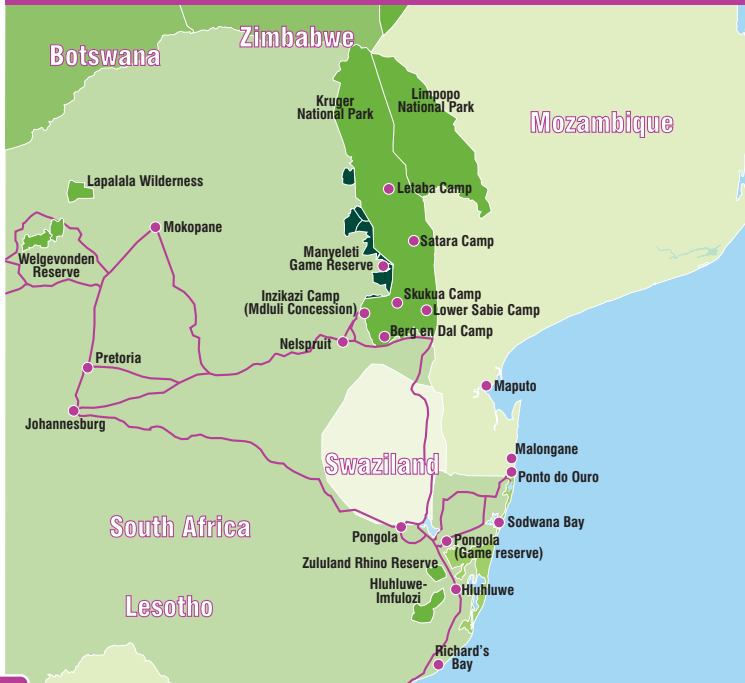 Zimbabwe
Botswana
Kruger
National Park
Limpopo
National Park
Mozambique
Lapalala Wilderness
Letaba Camp
Mokopane
Satara Camp
Welgevonden
Reserve
Manyeleti
Game Reserve
Inzikazi Camp
(Mdluli Concession)
Skukua Camp
Lower Sabie Camp
Berg en Dal Camp
Nelspruit
Pretoria
Maputo
Johannesburg
Malongane
Swaziland
Ponto do Ouro
South Africa
Sodwana Bay
Pongola
Pongola
(Game reserve)
Zululand Rhino Reserve
Hluhluwe-
Imfulozi
Hluhluwe
Lesotho
Richard's
Bay